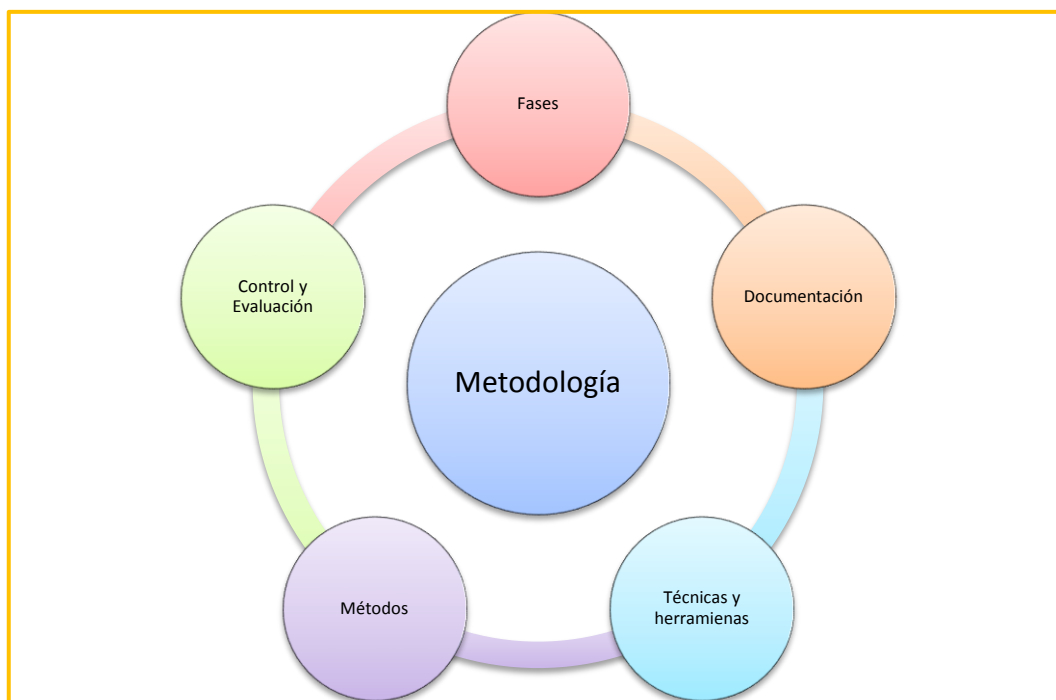 Fases
Documentación
Técnicas y
herramienas
Métodos
Control y
Evaluación
Metodología